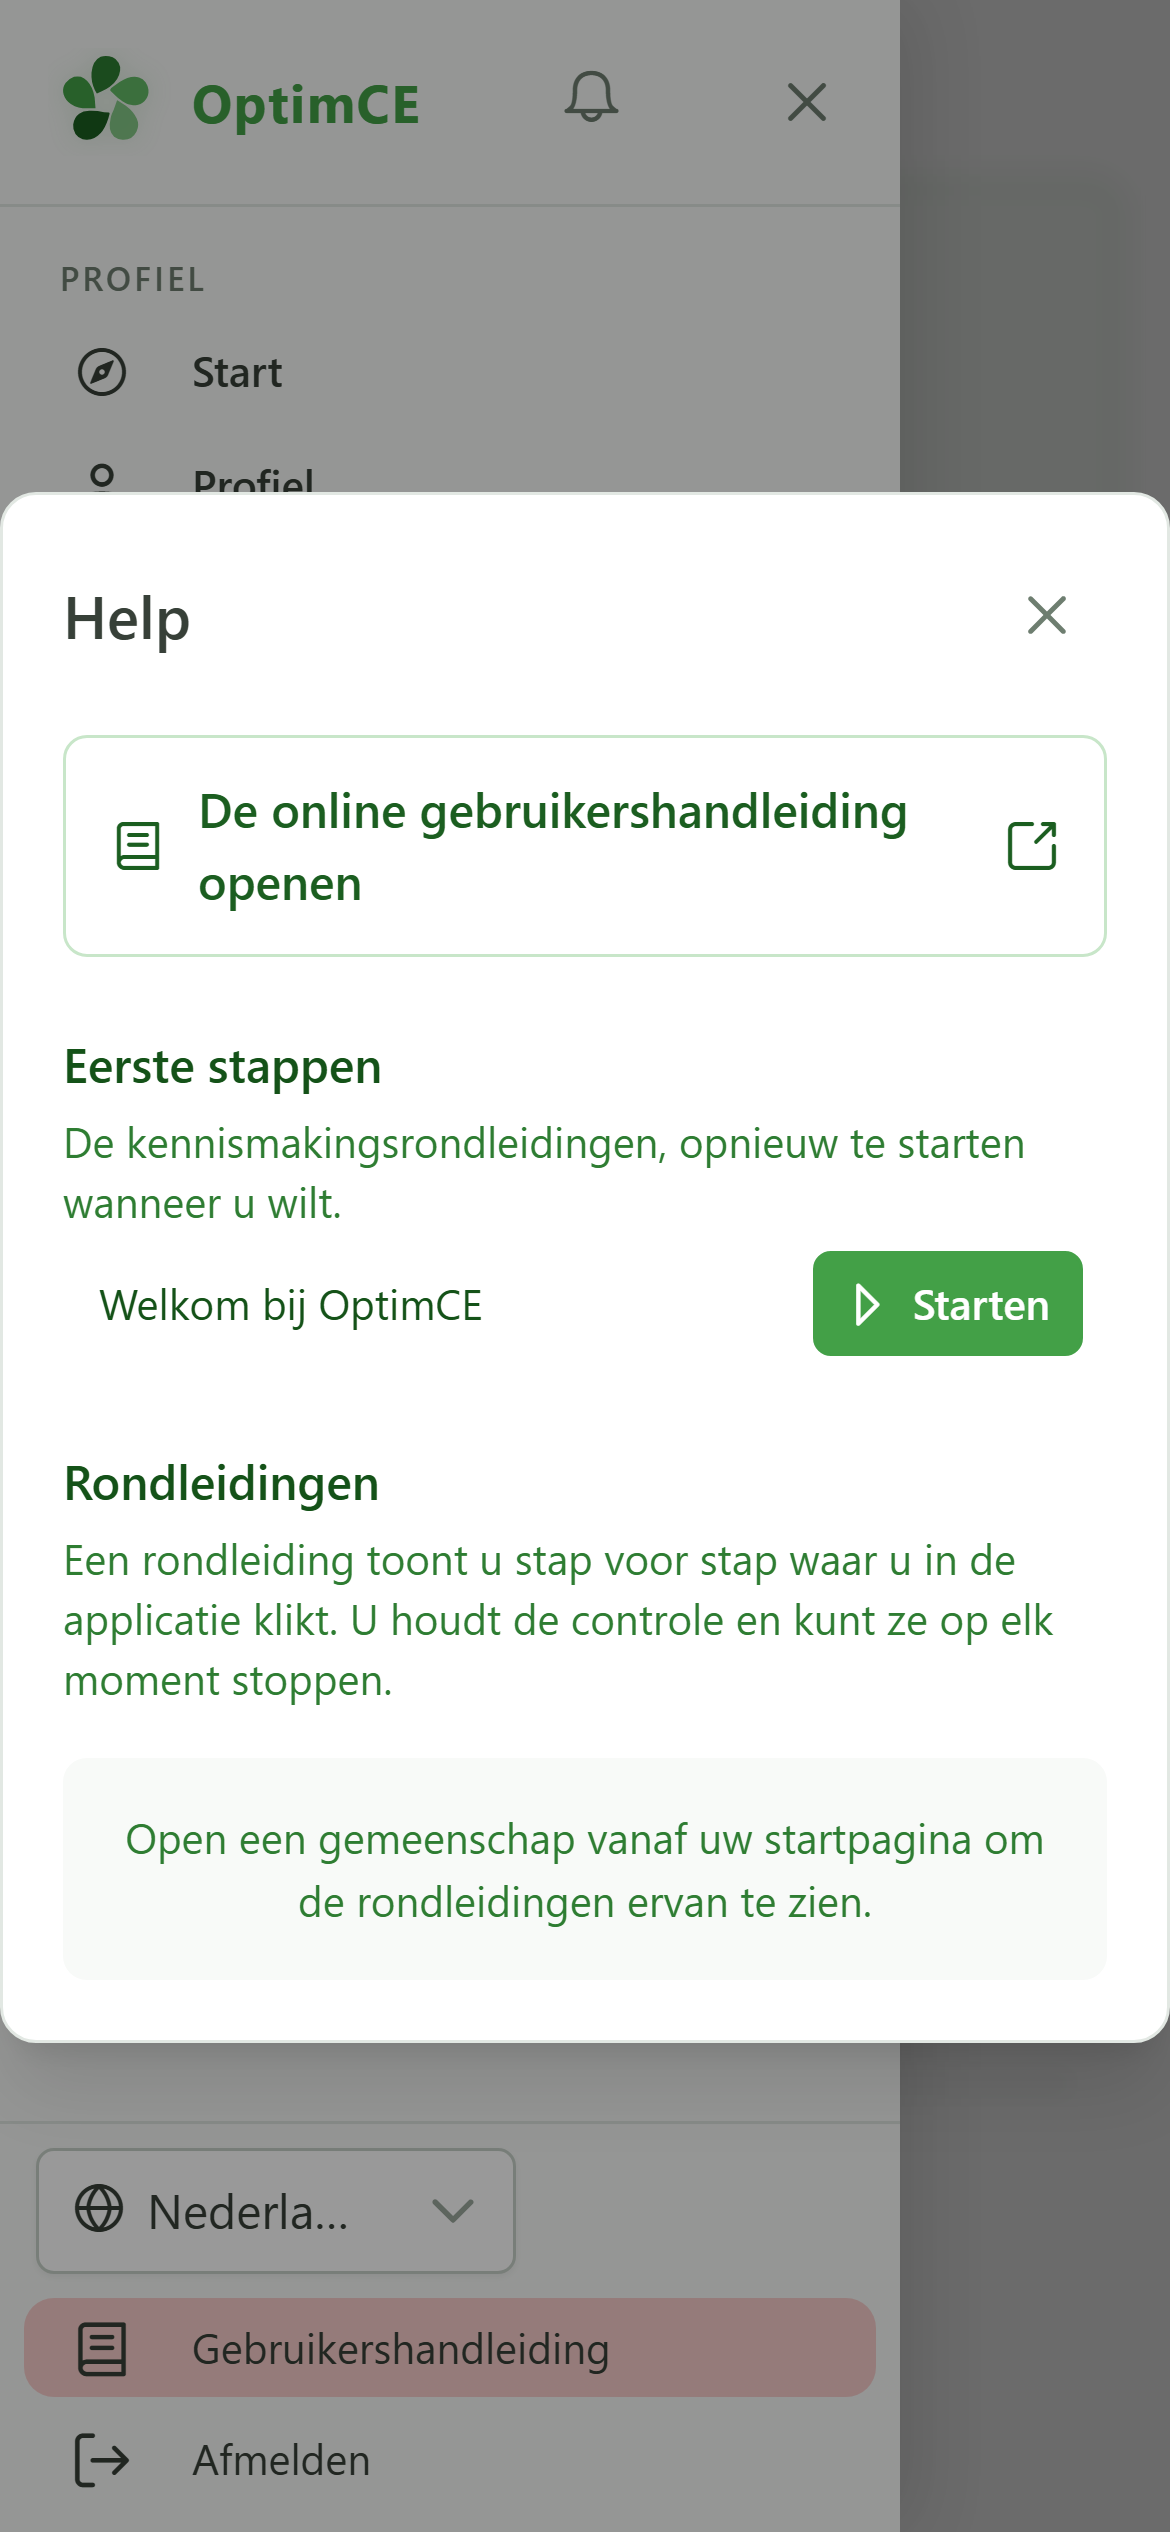 OptimCE
PROFIEL
Start
Profiel
Help
De online gebruikershandleiding
openen
Eerste stappen
De kennismakingsrondleidingen, opnieuw te starten
wanneer u wilt.
Welkom bij OptimCE
Starten
Rondleidingen
Een rondleiding toont u stap voor stap waar u in de
applicatie klikt. U houdt de controle en kunt ze op elk
moment stoppen.
Open een gemeenschap vanaf uw startpagina om
de rondleidingen ervan te zien.
Nederla...
Gebruikershandleiding
Afmelden